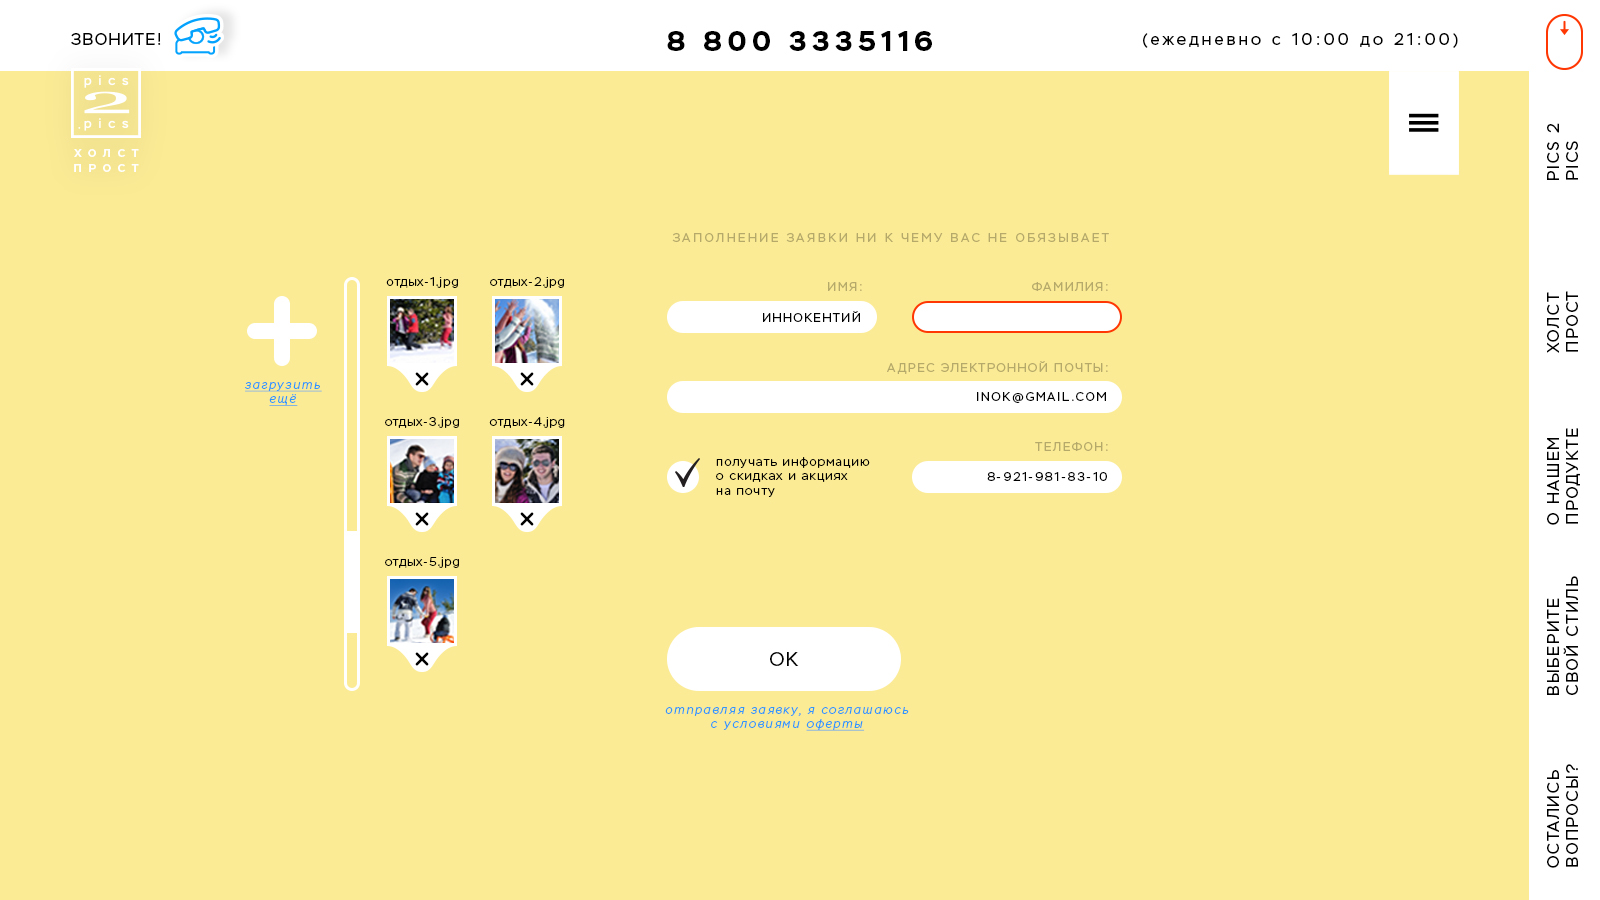 ЗВОНИТЕ!
8 800 3335116
(ежедневно с 10:00 до 21:00)
pics
2
.pics
ХОЛСТ
ПРОСТ
ЗАПОЛНЕНИЕ ЗАЯВКИ НИ К ЧЕМУ ВАС НЕ ОБЯЗЫВАЕТ
загрузить
ещё
отдых-1.jpg
отдых-2.jpg
отдых-3.jpg
отдых-4.jpg
отдых-5.jpg
ИМЯ:
ФАМИЛИЯ:
ИННОКЕНТИЙ
АДРЕС ЭЛЕКТРОННОЙ ПОЧТЫ:
INOK@GMAIL.COM
ТЕЛЕФОН:
8-921-981-83-10
получать информацию
о скидках и акциях
на почту
ОК
отправляя заявку, я соглашаюсь
с условиями оферты
PICS 2
PICS
ХОЛСТ
ПРОСТ
О НАШЕМ
ПРОДУКТЕ
ВЫБЕРИТЕ
СВОЙ СТИЛЬ
ОСТАЛИСЬ
ВОПРОСЫ?